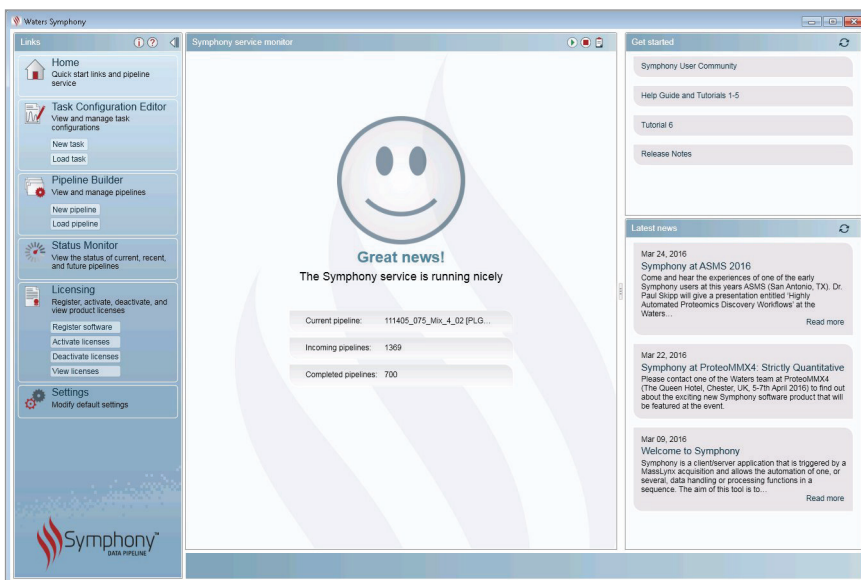 Waters Symphony
Links
Home
Quick start links and pipeline
service
Task Configuration Editor
View and manage task
configurations
New task
Load task
Pipeline Builder
View and manage pipelines
New pipeline
Load pipeline
Status Monitor
View the status of current, recent,
and future pipelines
Licensing
Register, activate, deactivate, and
view product licenses
Register software
Activate licenses
Deactivate licenses
View licenses
Settings
Modify default settings
Symphony™
DATA PIPELINE
Symphony service monitor
Great news!
The Symphony service is running nicely
Current pipeline: 111405_075_Mix_4_02 [PLG...
Incoming pipelines: 1369
Completed pipelines: 700
Get started
Symphony User Community
Help Guide and Tutorials 1-5
Tutorial 6
Release Notes
Latest news
Mar 24, 2016
Symphony at ASMS 2016
Come and hear the experiences of one of the early
Symphony users at this years ASMS (San Antonio, TX). Dr.
Paul Skipp will give a presentation entitled 'Highly
Automated Proteomics Discovery Workflows' at the
Waters...
Read more
Mar 22, 2016
Symphony at ProteoMMX4: Strictly Quantitative
Please contact one of the Waters team at ProteoMMX4
(The Queen Hotel, Chester, UK, 5-7th April 2016) to find out
about the exciting new Symphony software product that will
be featured at the event.
Mar 09, 2016
Welcome to Symphony
Symphony is a client/server application that is triggered by a
MassLynx acquisition and allows the automation of one, or
several, data handling or processing functions in a
sequence. The aim of this tool is to...
Read more